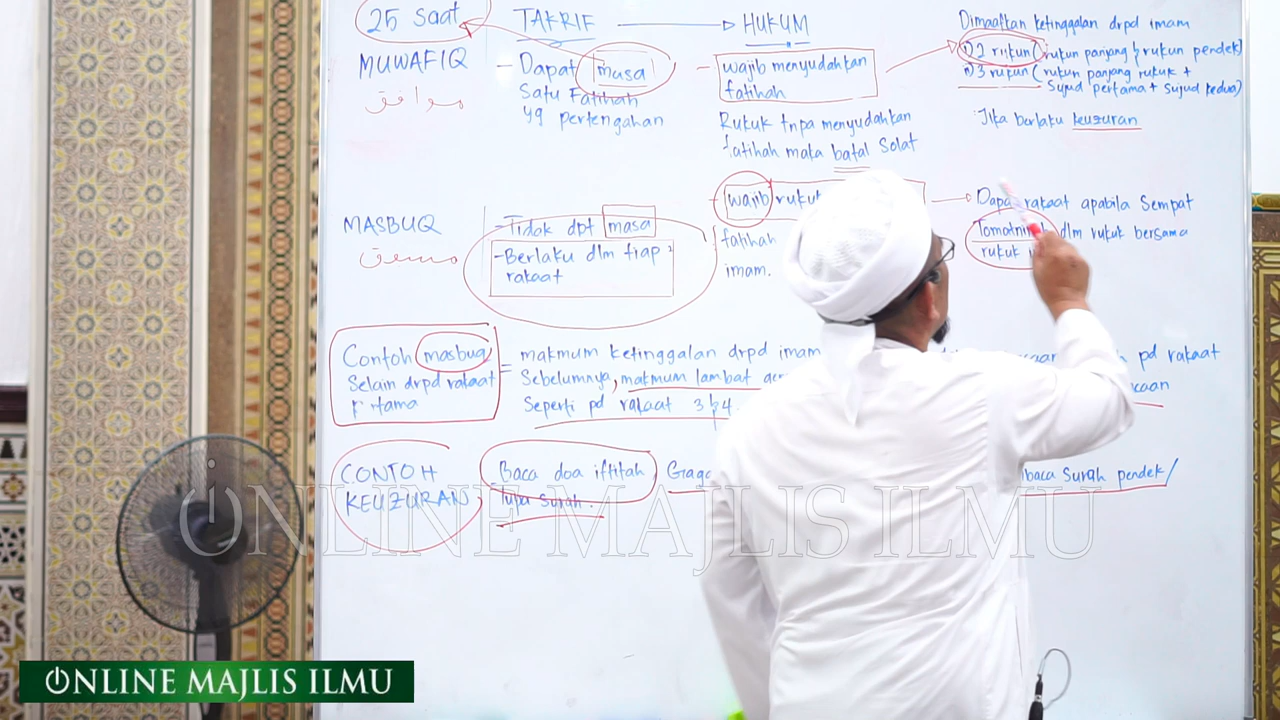 25 saat TAKRIF HUKUM
Dimaafkan ketinggalan drpd imam
MUWAFIQ
موافق
- Dapat masa
Satu Fatihah
yg pertengahan
- wajib menyudahkan
fatihah
Rukuk tnpa menyudahkan
fatihah maka batal Solat
1) 2 rukun (rukun panjang & rukun pendek)
2) 3 rukun (rukun panjang rukuk +
Sujud pertama + sujud kedua)
Jika berlaku keuzuran
MASBUQ
مسبوق
- Tidak dpt masa
- Berlaku dlm tiap2
rakaat
- wajib
fatihah
imam.
rakaat apabila Sempat
dlm rukuk bersama
rukuk
Contoh masbuq
Selain drpd rakaat
pertama
= makmum ketinggalan drpd imam
pd rakaat
Sebelumnya, makmum lambat
Seperti pd rakaat 3 & 4.
CONTOH
KEUZURAN
Baca doa iftitah
lupa Surah.
baca Surah pendek/
ONLINE MAJLIS ILMU
ONLINE MAJLIS ILMU